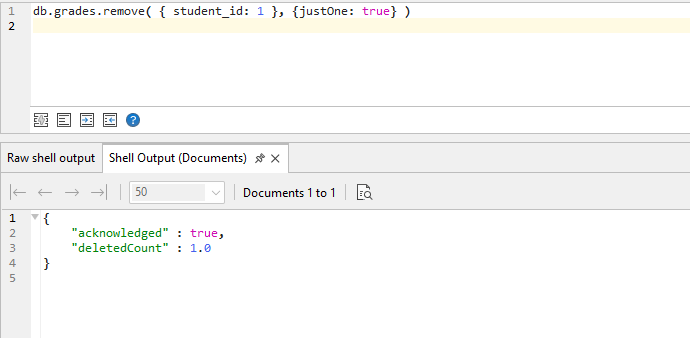 1 db.grades.remove( { student_id: 1 }, {justOne: true} )
2
?
Raw shell output Shell Output (Documents)
50 Documents 1 to 1
1 {
2 "acknowledged" : true,
3 "deletedCount" : 1.0
4 }
5